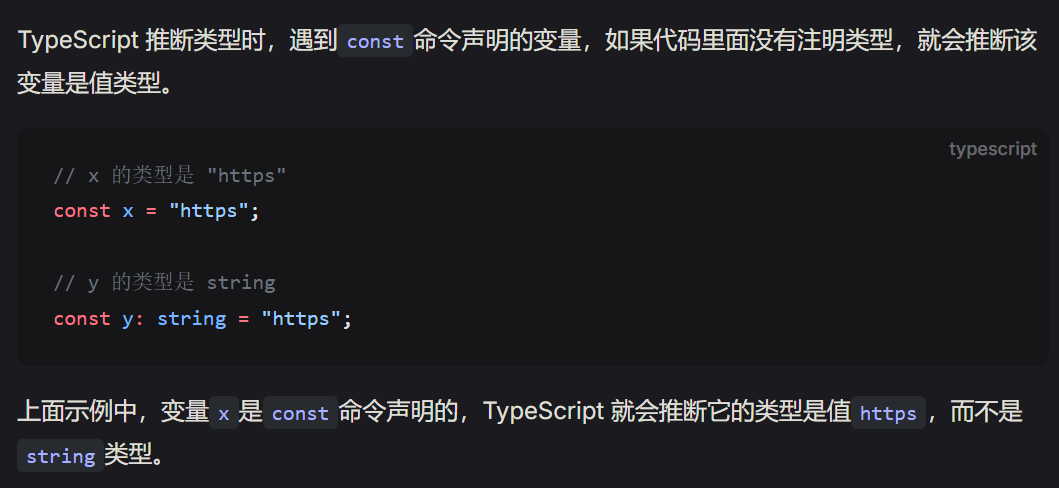 TypeScript 推断类型时，遇到 const 命令声明的变量，如果代码里面没有注明类型，就会推断该
变量是值类型。
typescript
// x 的类型是 "https"
const x = "https";
// y 的类型是 string
const y: string = "https";
上面示例中，变量 x 是 const 命令声明的，TypeScript 就会推断它的类型是值 https ，而不是
string 类型。